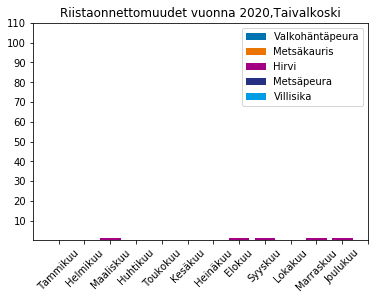 Riistaonnettomuudet vuonna 2020,Taivalkoski
110
100
90
80
70
60
50
40
30
20
10
Valkohäntäpeura
Metsäkauris
Hirvi
Metsäpeura
Villisika
Tammikuu
Helmikuu
Maaliskuu
Huhtikuu
Toukokuu
Kesäkuu
Heinäkuu
Elokuu
Syyskuu
Lokakuu
Marraskuu
Joulukuu